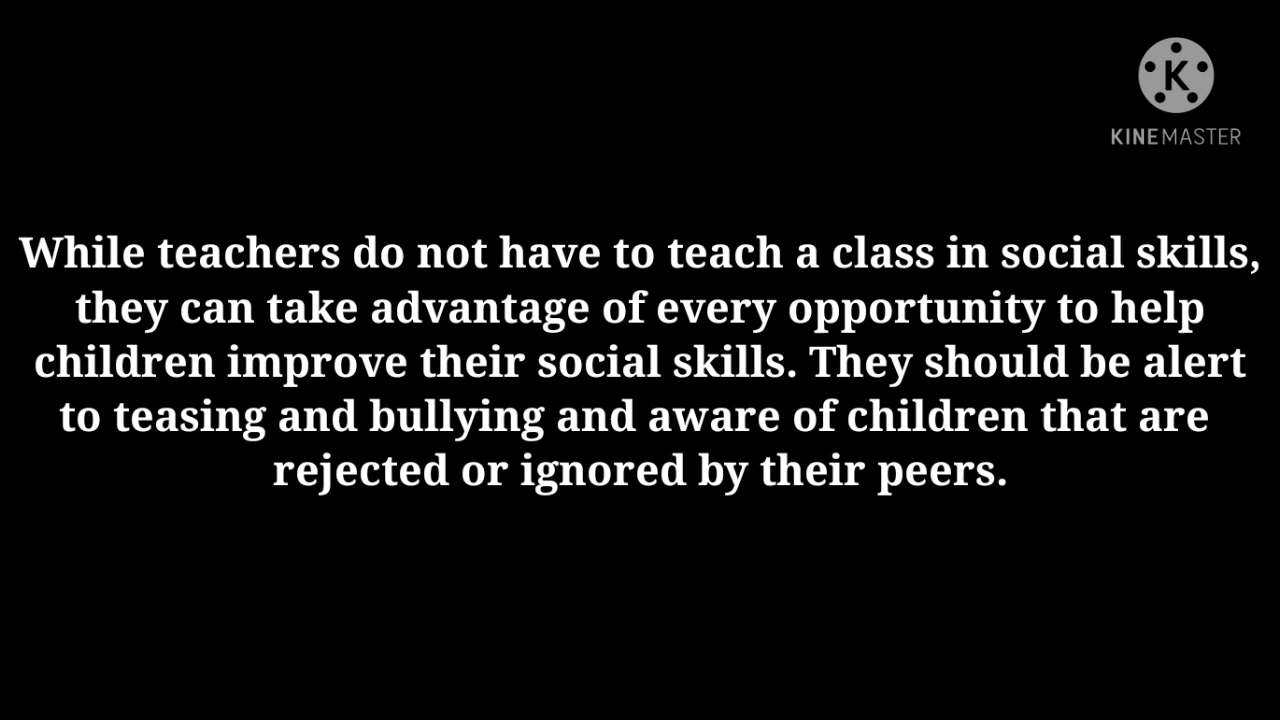 K
KINEMASTER
While teachers do not have to teach a class in social skills,
they can take advantage of every opportunity to help
children improve their social skills. They should be alert
to teasing and bullying and aware of children that are
rejected or ignored by their peers.